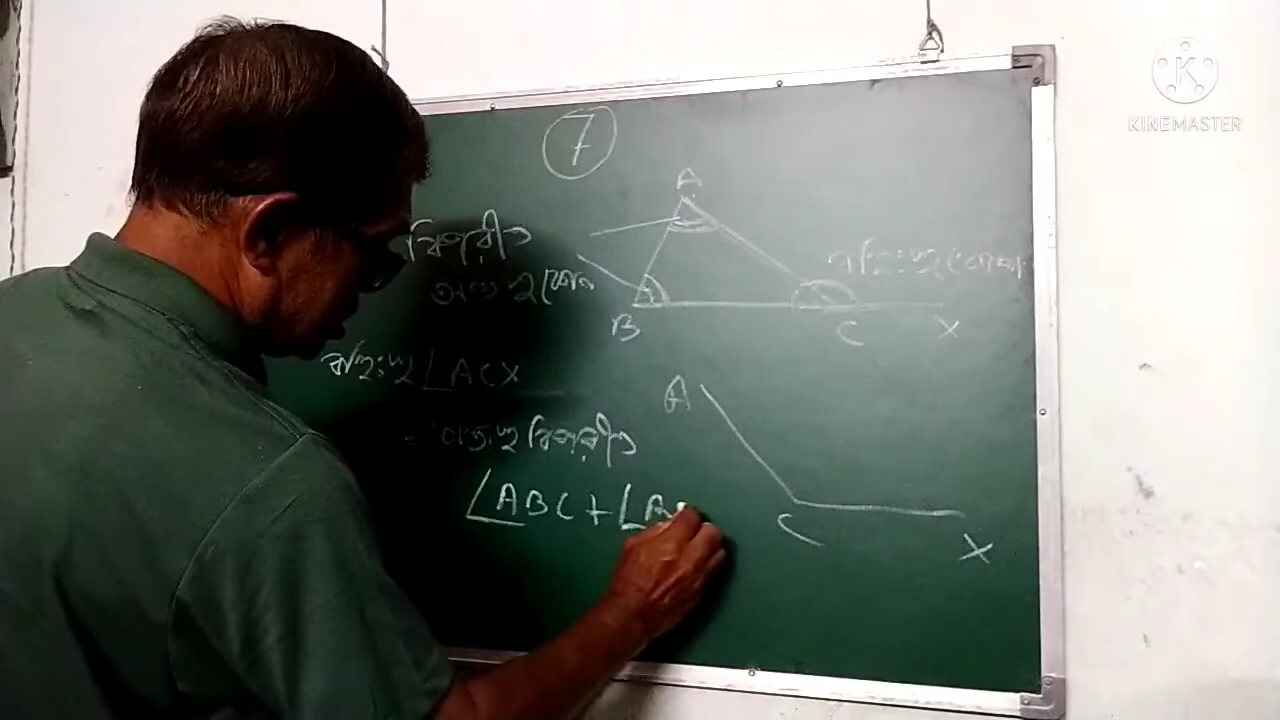 7
A
বিপরীত
অন্তঃস্থ কোন
বহিঃস্থ কোন
B
C
X
বহিঃস্থ ∠ACX
A
= অন্তঃস্থ বিপরীত
∠ABC + ∠B
C
X
K
KINEMASTER